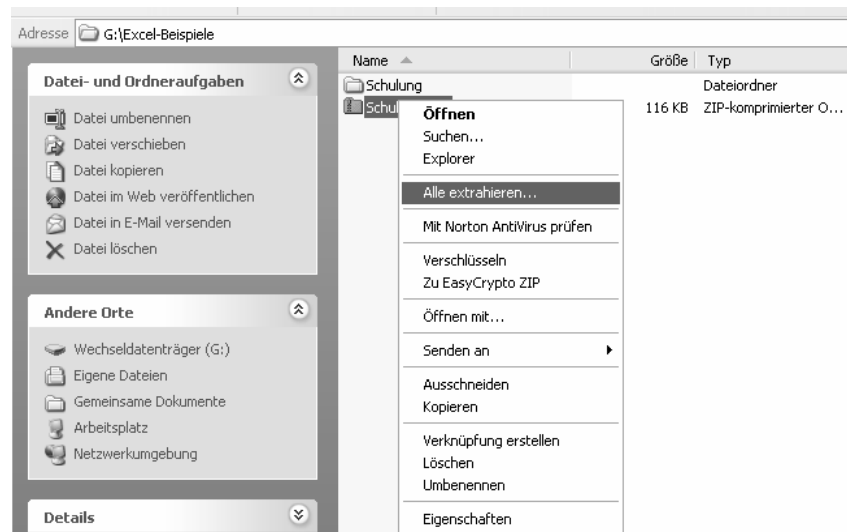 Adresse G:\Excel-Beispiele
Datei- und Ordneraufgaben
Datei umbenennen
Datei verschieben
Datei kopieren
Datei im Web veröffentlichen
Datei in E-Mail versenden
Datei löschen
Andere Orte
Wechseldatenträger (G:)
Eigene Dateien
Gemeinsame Dokumente
Arbeitsplatz
Netzwerkumgebung
Details
Name Größe Typ
Schulung Dateiordner
116 KB ZIP-komprimierter O...
Öffnen
Suchen...
Explorer
Alle extrahieren...
Mit Norton AntiVirus prüfen
Verschlüsseln
Zu EasyCrypto ZIP
Öffnen mit...
Senden an
Ausschneiden
Kopieren
Verknüpfung erstellen
Löschen
Umbenennen
Eigenschaften